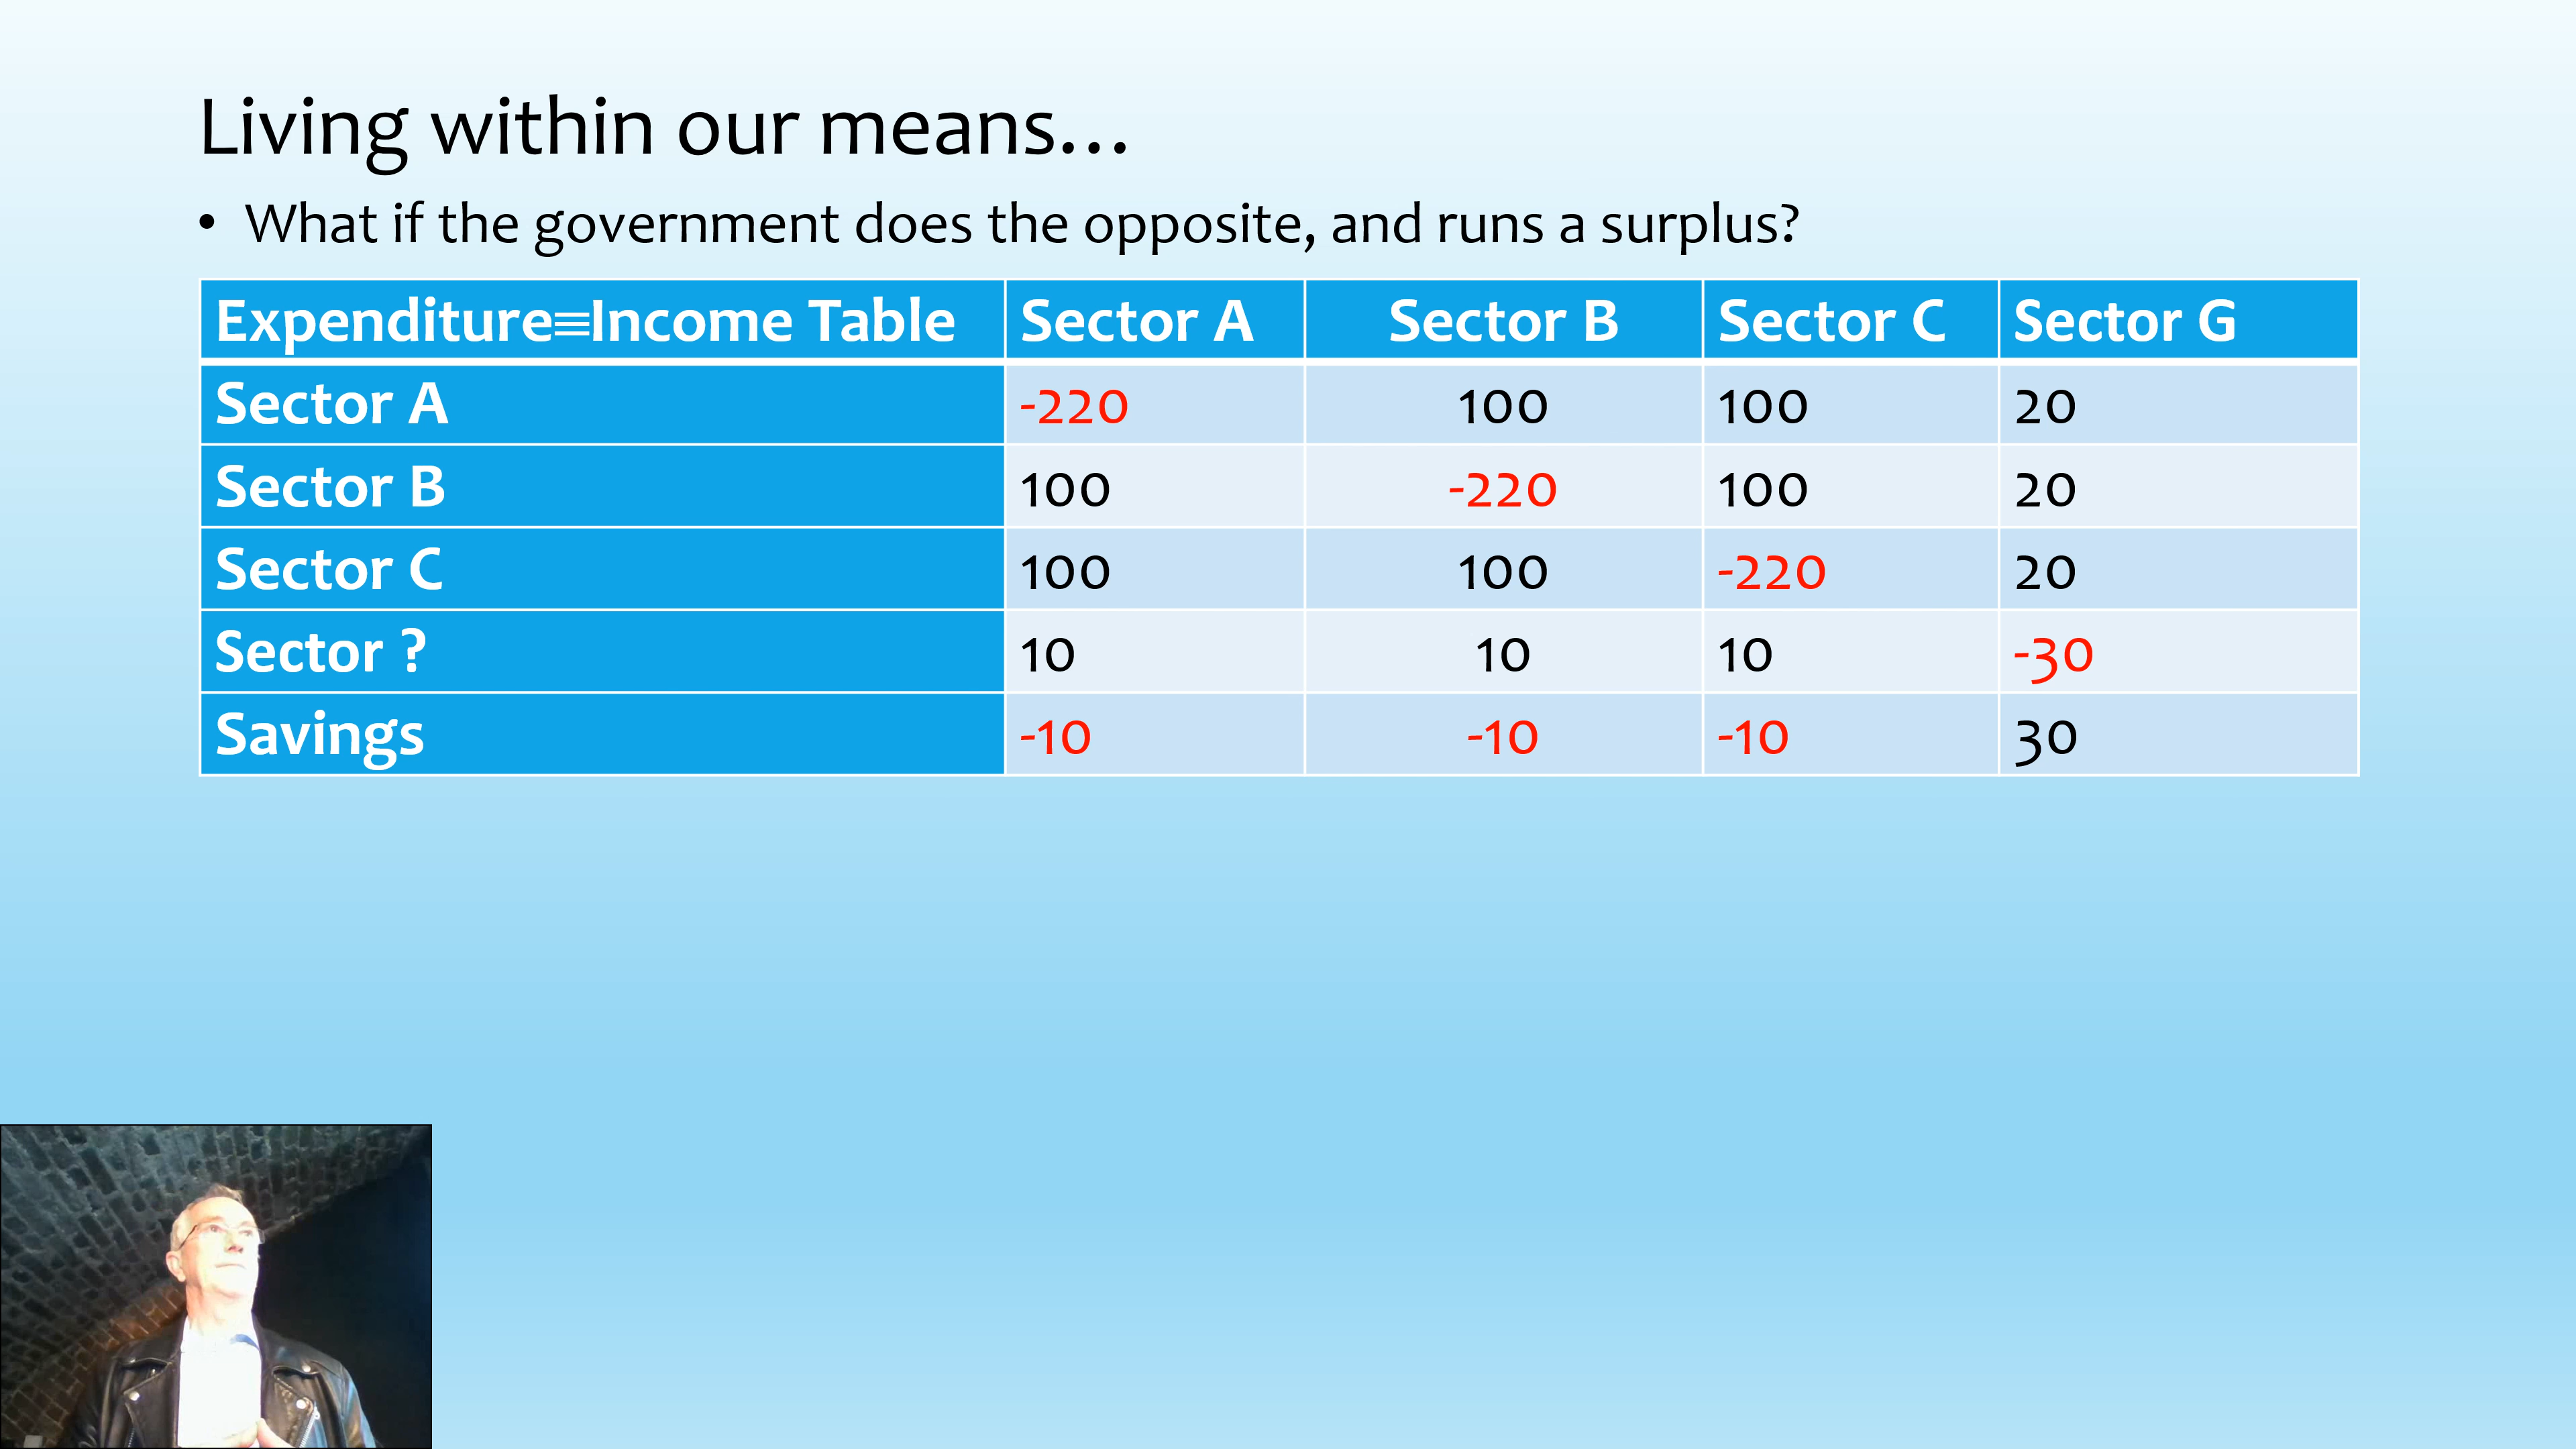 Living within our means...
• What if the government does the opposite, and runs a surplus?
Expenditure≡Income Table Sector A Sector B Sector C Sector G
Sector A -220 100 100 20
Sector B 100 -220 100 20
Sector C 100 100 -220 20
Sector ? 10 10 10 -30
Savings -10 -10 -10 30